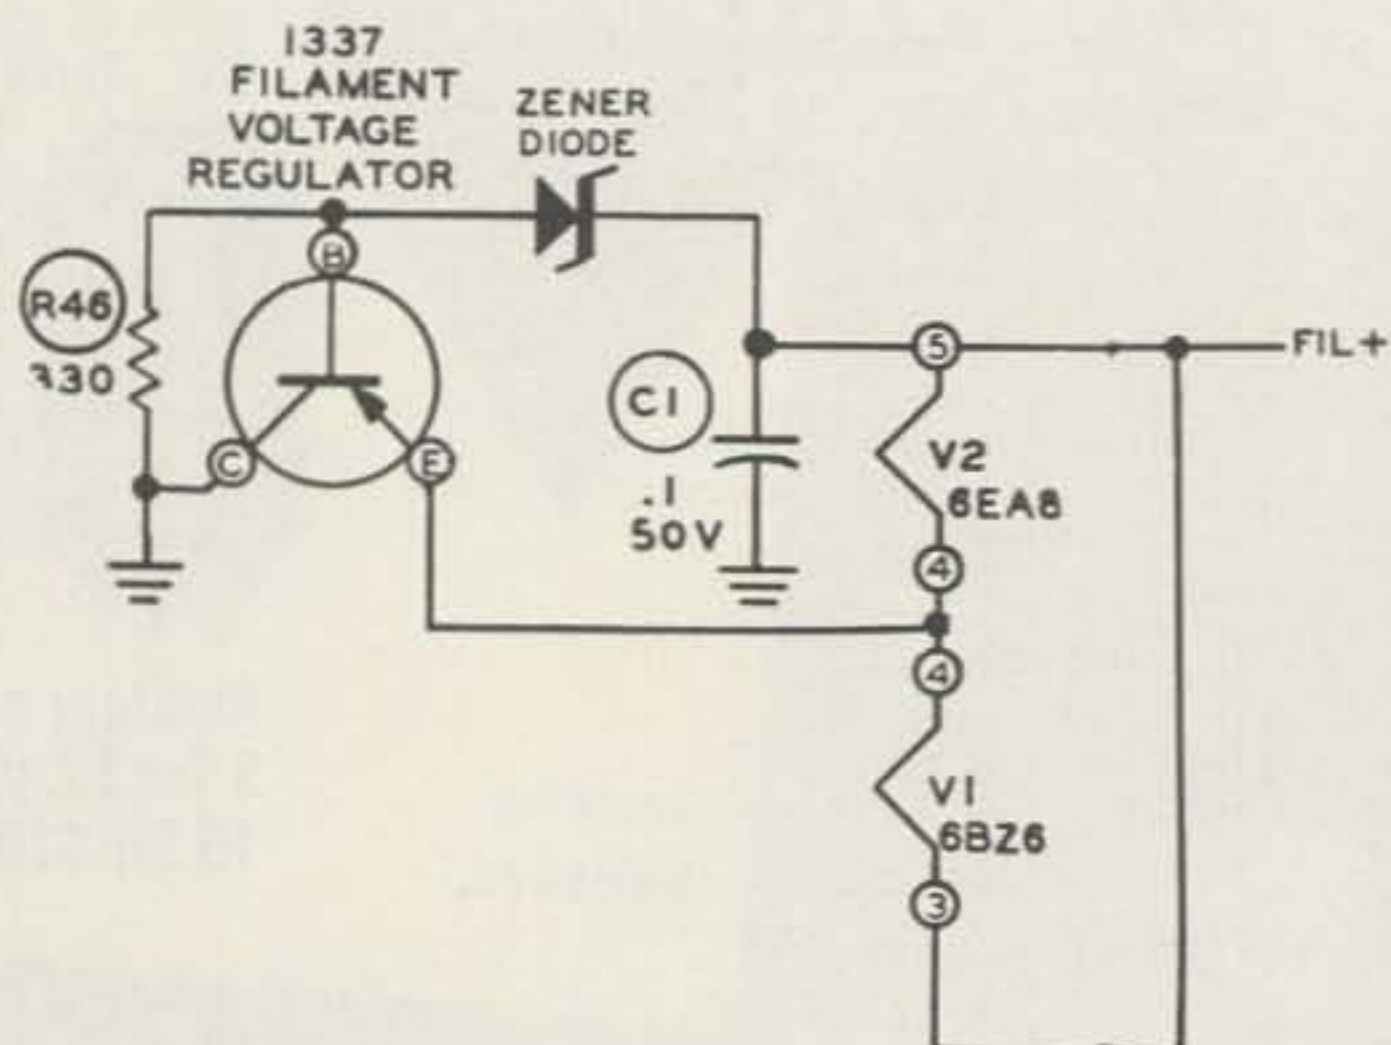 1337
FILAMENT
VOLTAGE
REGULATOR
ZENER
DIODE
B
R46
330
C
E
C1
.1
50V
5
FIL+
V2
6EA8
4
4
V1
6BZ6
3